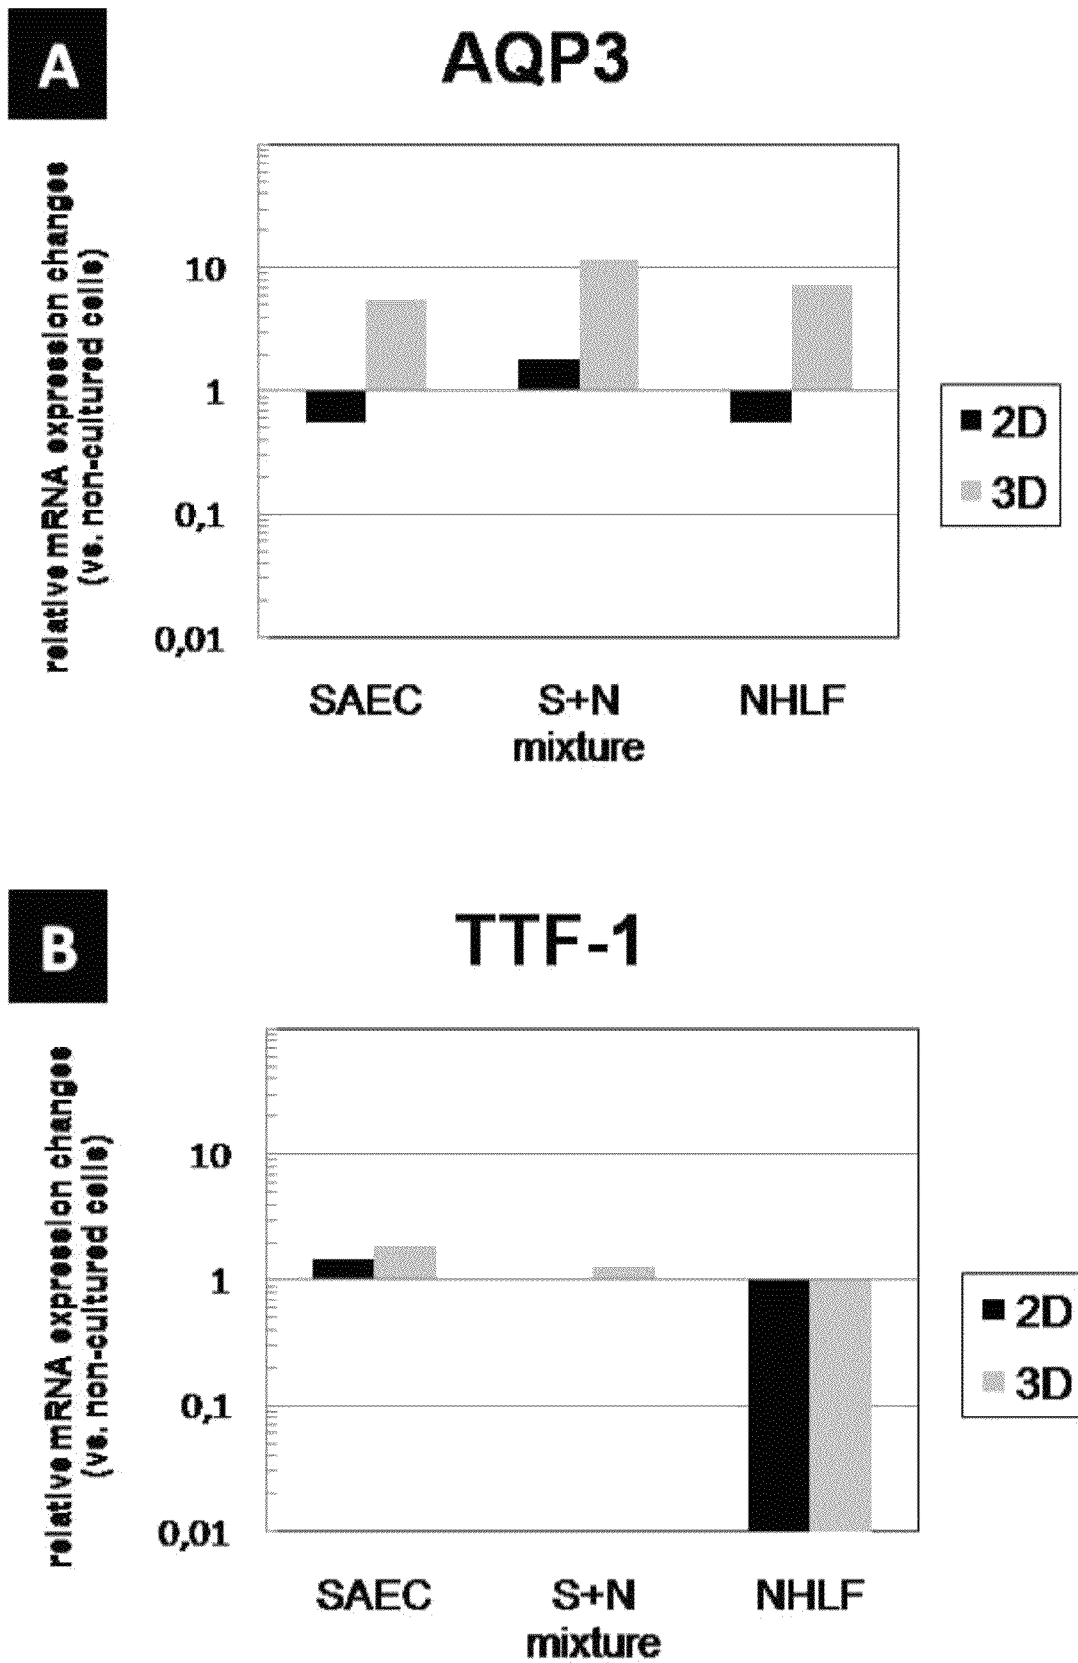 A
AQP3
relative mRNA expression changes
(vs. non-cultured cells)
10
1
0,1
0,01
SAEC
S+N
mixture
NHLF
2D
3D
B
TTF-1
relative mRNA expression changes
(vs. non-cultured cells)
10
1
0,1
0,01
SAEC
S+N
mixture
NHLF
2D
3D